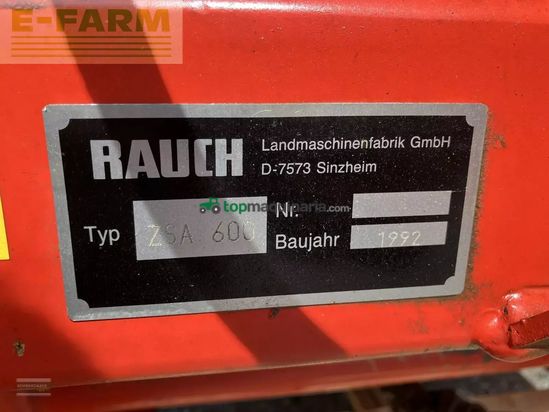 E-FARM
RAUCH
Landmaschinenfabrik GmbH
D-7573 Sinzheim
topmaquinaria.com
Typ ZSA 600
Nr.
Baujahr 1992